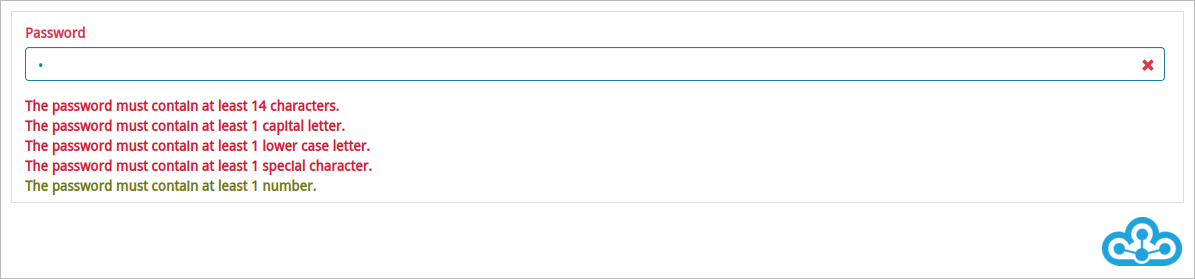 Password
•
The password must contain at least 14 characters.
The password must contain at least 1 capital letter.
The password must contain at least 1 lower case letter.
The password must contain at least 1 special character.
The password must contain at least 1 number.